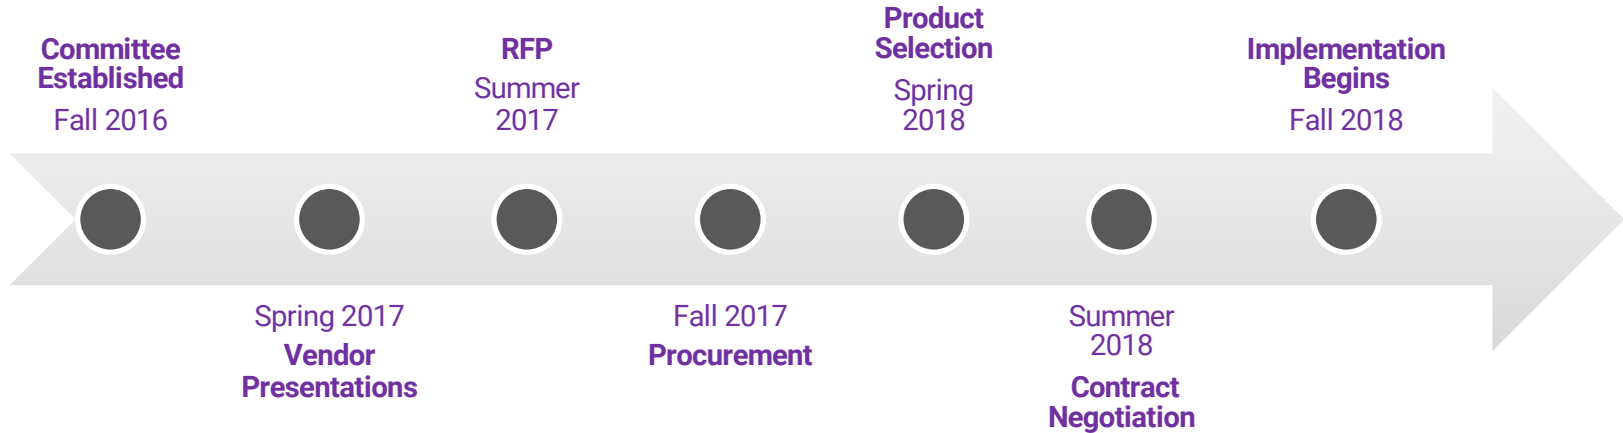 Committee
Established
Fall 2016
Spring 2017
Vendor
Presentations
RFP
Summer
2017
Fall 2017
Procurement
Product
Selection
Spring
2018
Summer
2018
Contract
Negotiation
Implementation
Begins
Fall 2018